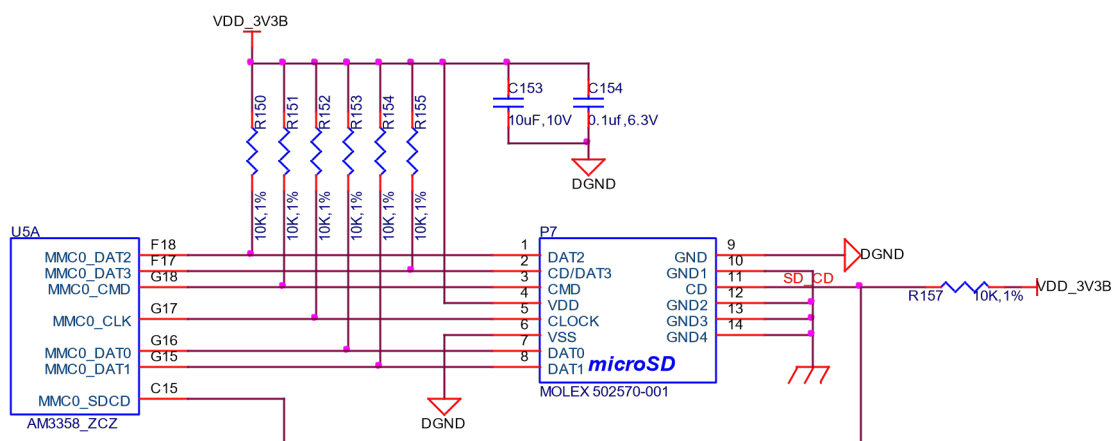 VDD_3V3B
R150
R151
R152
R153
R154
R155
10K,1%
10K,1%
10K,1%
10K,1%
10K,1%
10K,1%
C153
10uF,10V
C154
0.1uf,6.3V
DGND
U5A
MMC0_DAT2
F18
MMC0_DAT3
F17
MMC0_CMD
G18
MMC0_CLK
G17
MMC0_DAT0
G16
MMC0_DAT1
G15
MMC0_SDCD
C15
AM3358_ZCZ
DGND
P7
1
DAT2
2
CD/DAT3
3
CMD
4
VDD
5
CLOCK
6
VSS
7
DAT0
8
DAT1
microSD
GND
9
GND1
10
CD
11
GND2
12
GND3
13
GND4
14
MOLEX 502570-001
DGND
SD_CD
R157
10K,1%
VDD_3V3B